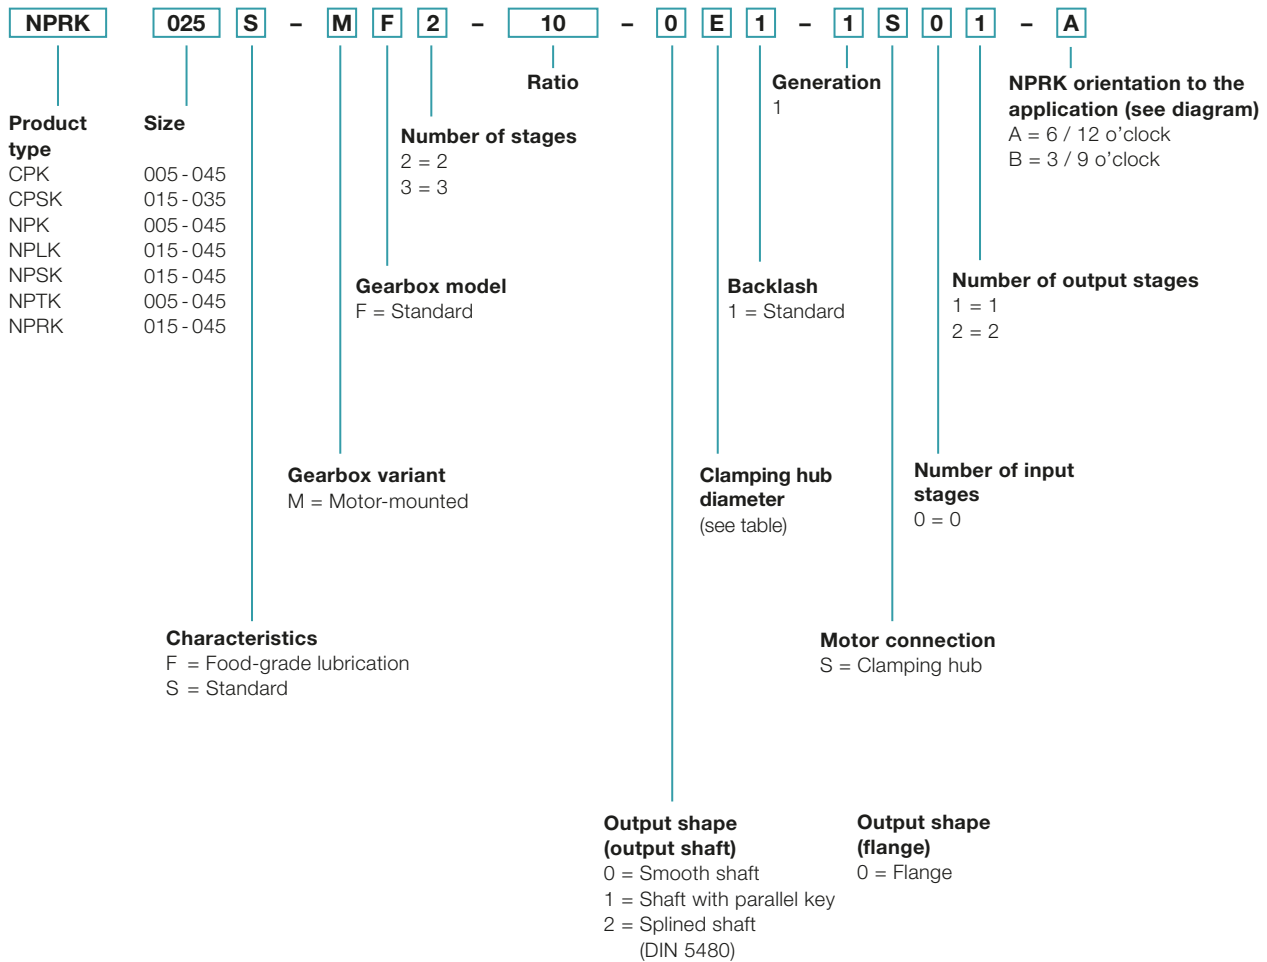 NPRK 025 S – M F 2 – 10 – 0 E 1 – 1 S 0 1 – A
Product
type
CPK
CPSK
NPK
NPLK
NPSK
NPTK
NPRK
Size
005 - 045
015 - 035
005 - 045
015 - 045
015 - 045
005 - 045
015 - 045
Characteristics
F = Food-grade lubrication
S = Standard
Gearbox variant
M = Motor-mounted
Gearbox model
F = Standard
Number of stages
2 = 2
3 = 3
Ratio
Output shape
(output shaft)
0 = Smooth shaft
1 = Shaft with parallel key
2 = Splined shaft
(DIN 5480)
Output shape
(flange)
0 = Flange
Clamping hub
diameter
(see table)
Backlash
1 = Standard
Generation
1
Motor connection
S = Clamping hub
Number of input
stages
0 = 0
Number of output stages
1 = 1
2 = 2
NPRK orientation to the
application (see diagram)
A = 6 / 12 o’clock
B = 3 / 9 o’clock